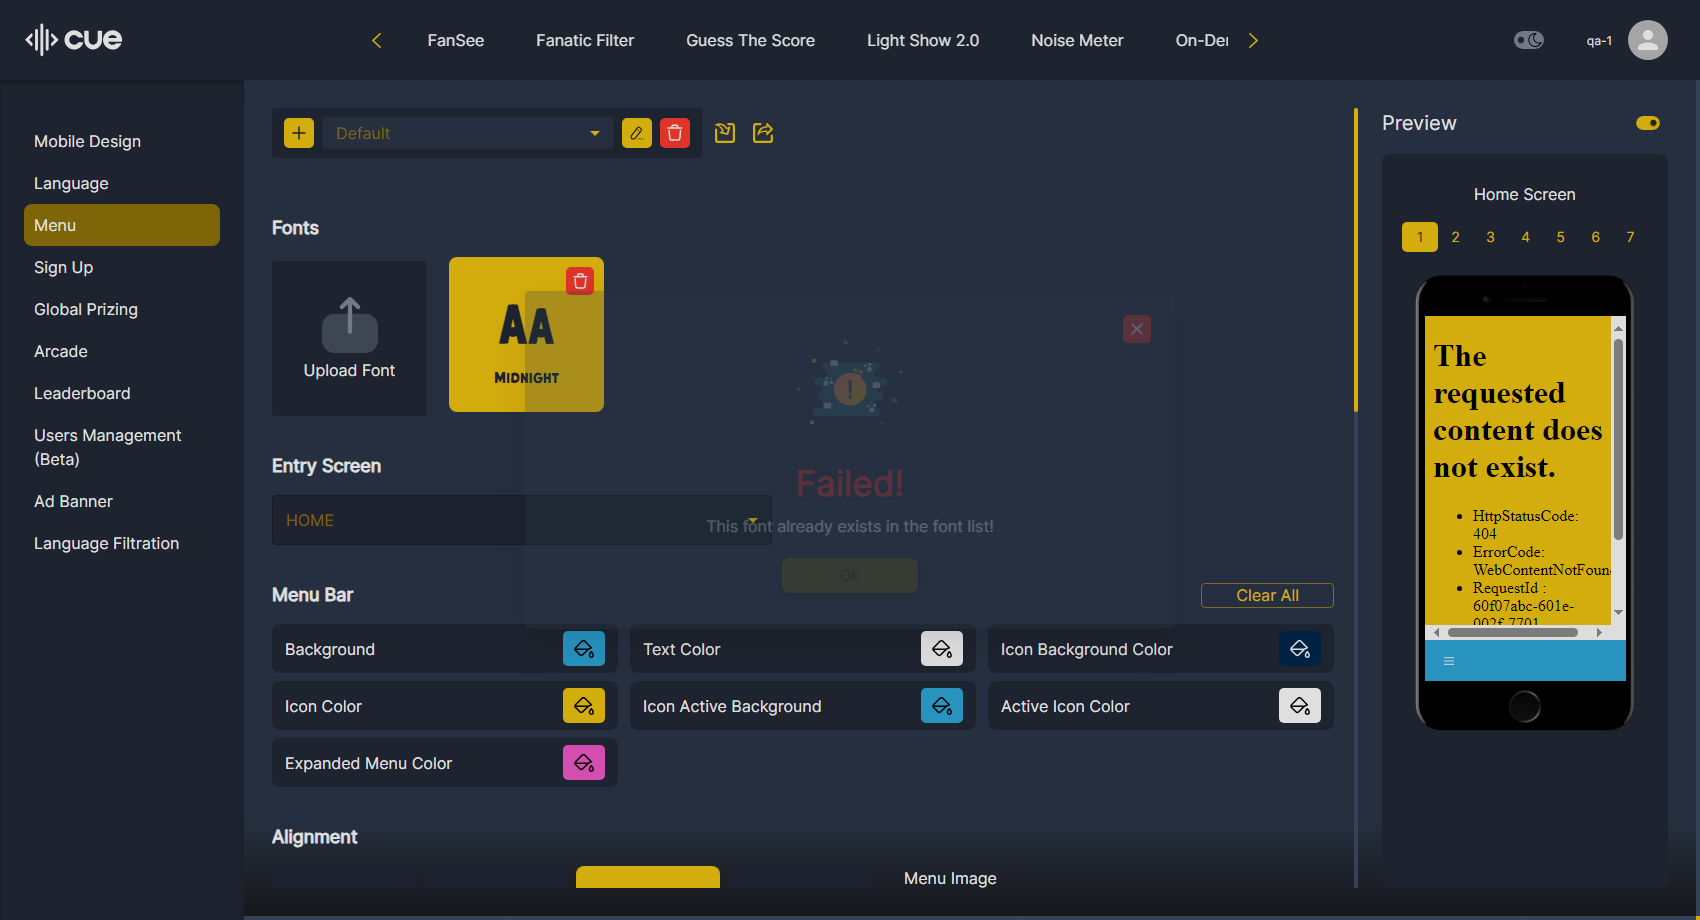 cue
FanSee
Fanatic Filter
Guess The Score
Light Show 2.0
Noise Meter
On-De
qa-1
Mobile Design
Language
Menu
Sign Up
Global Prizing
Arcade
Leaderboard
Users Management
(Beta)
Ad Banner
Language Filtration
Default
Fonts
Upload Font
AA
MIDNIGHT
Failed!
This font already exists in the font list!
Ok
Entry Screen
HOME
Menu Bar
Clear All
Background
Text Color
Icon Background Color
Icon Color
Icon Active Background
Active Icon Color
Expanded Menu Color
Alignment
Menu Image
Preview
Home Screen
1 2 3 4 5 6 7
The
requested
content does
not exist.
HttpStatusCode:
404
ErrorCode:
WebContentNotFoun
RequestId :
60f07abc-601e-
002f-7701